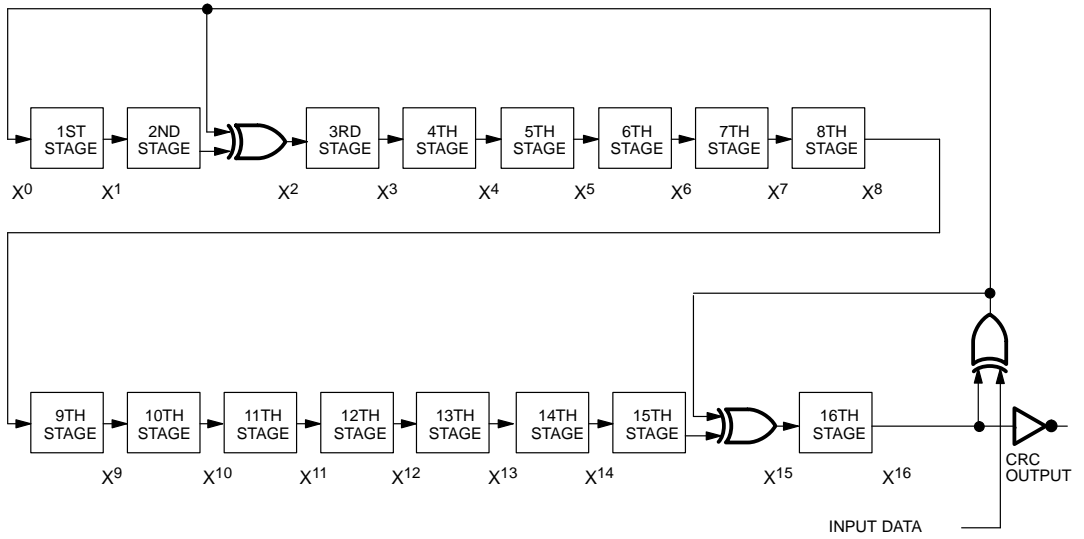 1ST
STAGE
2ND
STAGE
3RD
STAGE
4TH
STAGE
5TH
STAGE
6TH
STAGE
7TH
STAGE
8TH
STAGE
X0 X1 X2 X3 X4 X5 X6 X7 X8
9TH
STAGE
10TH
STAGE
11TH
STAGE
12TH
STAGE
13TH
STAGE
14TH
STAGE
15TH
STAGE
16TH
STAGE
CRC
OUTPUT
X9 X10 X11 X12 X13 X14 X15 X16
INPUT DATA